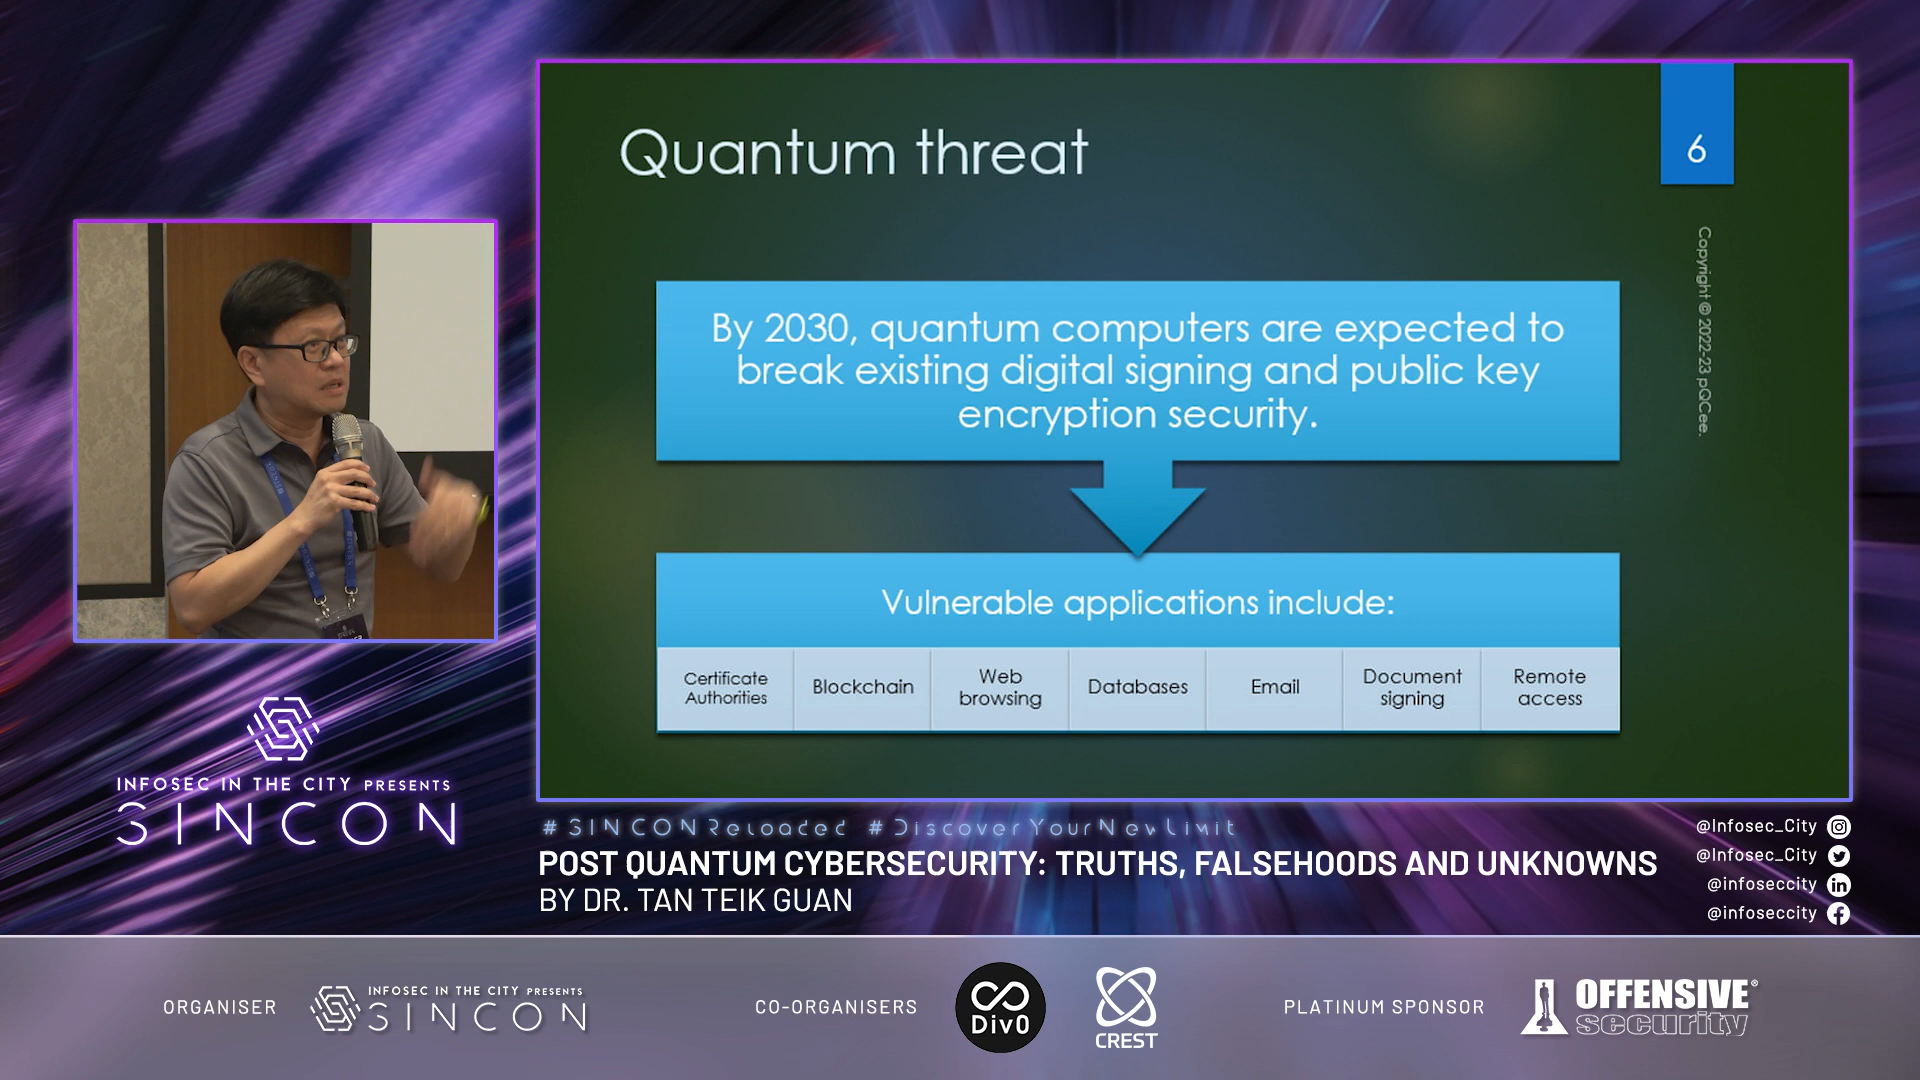 Quantum threat
6
Copyright © 2022-23 pQCee.
By 2030, quantum computers are expected to
break existing digital signing and public key
encryption security.
Vulnerable applications include:
Certificate
Authorities
Blockchain
Web
browsing
Databases
Email
Document
signing
Remote
access
INFOSEC IN THE CITY PRESENTS
SINCON
#SINCONReloaded #DiscoverYourNewLimit
POST QUANTUM CYBERSECURITY: TRUTHS, FALSEHOODS AND UNKNOWNS
BY DR. TAN TEIK GUAN
@Infosec_City
@Infosec_City
@infoseccity
in
@infoseccity
f
ORGANISER
INFOSEC IN THE CITY PRESENTS
SINCON
CO-ORGANISERS
Div0
CREST
PLATINUM SPONSOR
OFFENSIVE®
security